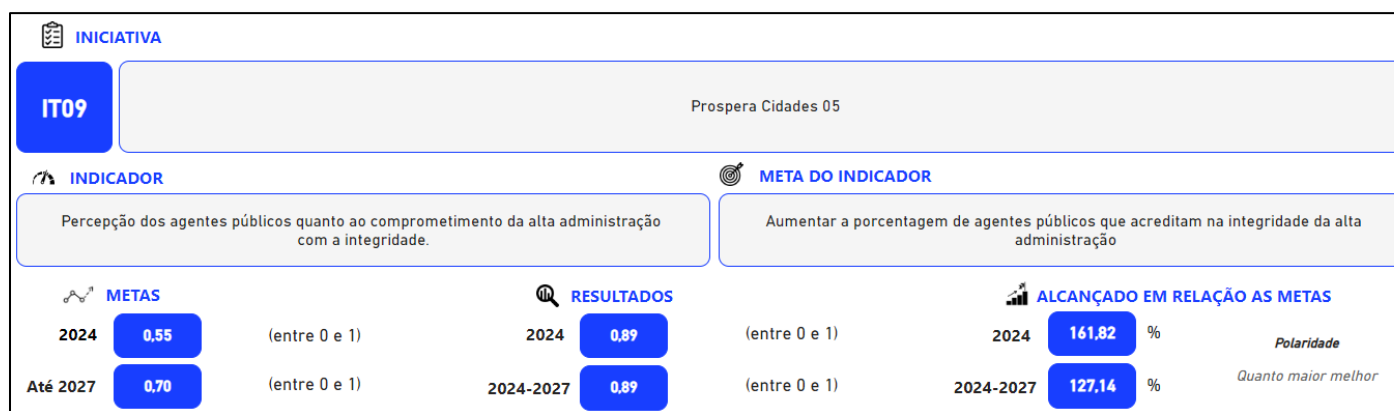 INICIATIVA
IT09
Prospera Cidades 05
INDICADOR
META DO INDICADOR
Percepção dos agentes públicos quanto ao comprometimento da alta administração
com a integridade.
Aumentar a porcentagem de agentes públicos que acreditam na integridade da alta
administração
METAS
RESULTADOS
ALCANÇADO EM RELAÇÃO AS METAS
2024 0,55 (entre 0 e 1) 2024 0,89 (entre 0 e 1) 2024 161,82 % Polaridade
Até 2027 0,70 (entre 0 e 1) 2024-2027 0,89 (entre 0 e 1) 2024-2027 127,14 % Quanto maior melhor